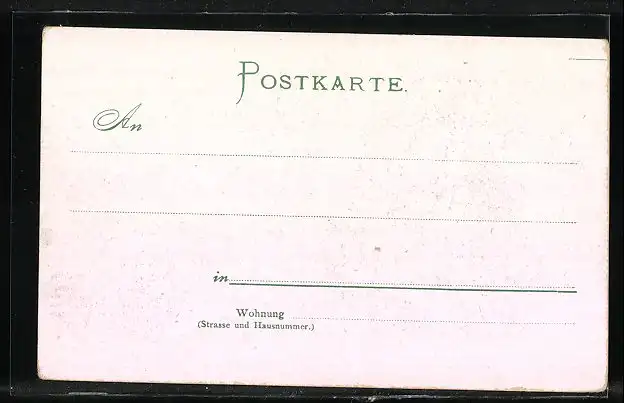 POSTKARTE.
An
in
Wohnung
(Strasse und Hausnummer.)